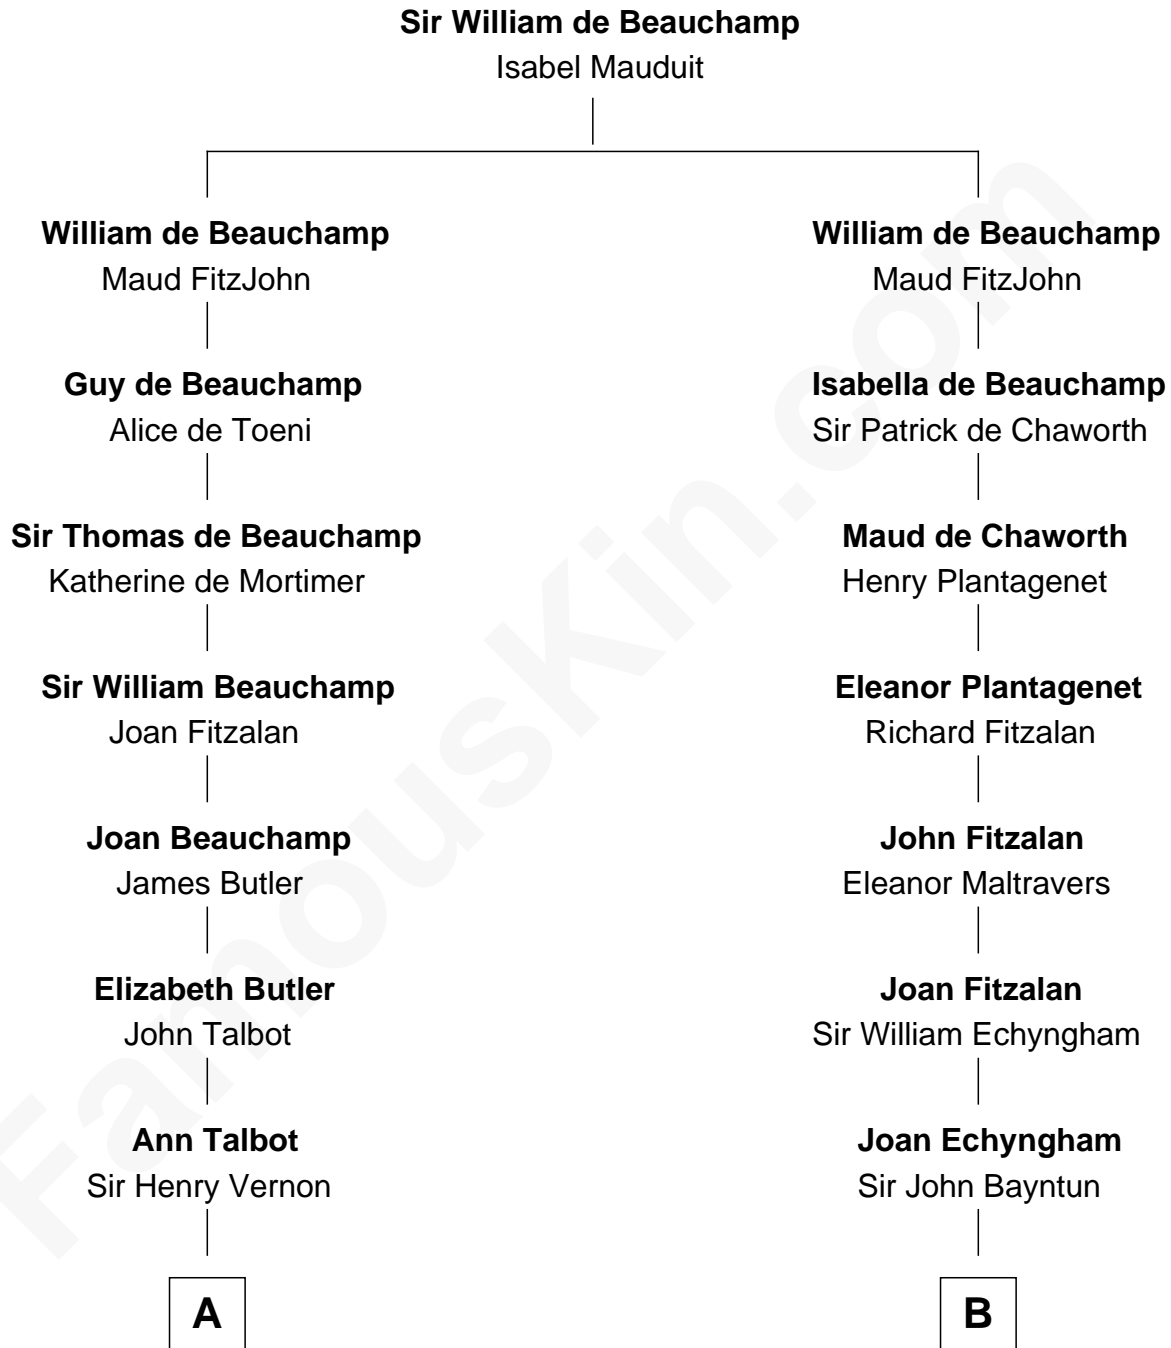 Sir William de Beauchamp
Isabel Mauduit
William de Beauchamp
Maud FitzJohn
Guy de Beauchamp
Alice de Toeni
Sir Thomas de Beauchamp
Katherine de Mortimer
Sir William Beauchamp
Joan Fitzalan
Joan Beauchamp
James Butler
Elizabeth Butler
John Talbot
Ann Talbot
Sir Henry Vernon
A
William de Beauchamp
Maud FitzJohn
Isabella de Beauchamp
Sir Patrick de Chaworth
Maud de Chaworth
Henry Plantagenet
Eleanor Plantagenet
Richard Fitzalan
John Fitzalan
Eleanor Maltravers
Joan Fitzalan
Sir William Echyngham
Joan Echyngham
Sir John Bayntun
B
FamousKin.com